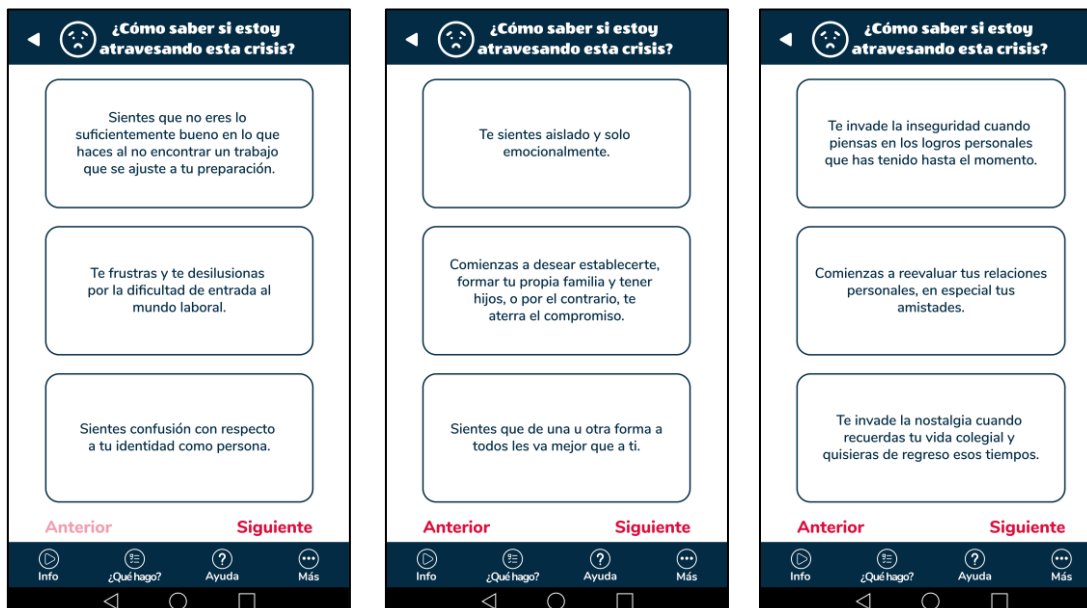 ¿Cómo saber si estoy
atravesando esta crisis?
Sientes que no eres lo
suficientemente bueno en lo que
haces al no encontrar un trabajo
que se ajuste a tu preparación.
Te frustras y te desilusionas
por la dificultad de entrada al
mundo laboral.
Sientes confusión con respecto
a tu identidad como persona.
Anterior
Siguiente
Info
¿Qué hago?
Ayuda
Más
¿Cómo saber si estoy
atravesando esta crisis?
Te sientes aislado y solo
emocionalmente.
Comienzas a desear establecerte,
formar tu propia familia y tener
hijos, o por el contrario, te
aterra el compromiso.
Sientes que de una u otra forma a
todos les va mejor que a ti.
Anterior
Siguiente
Info
¿Qué hago?
Ayuda
Más
¿Cómo saber si estoy
atravesando esta crisis?
Te invade la inseguridad cuando
piensas en los logros personales
que has tenido hasta el momento.
Comienzas a reevaluar tus relaciones
personales, en especial tus
amistades.
Te invade la nostalgia cuando
recuerdas tu vida colegial y
quisieras de regreso esos tiempos.
Anterior
Siguiente
Info
¿Qué hago?
Ayuda
Más